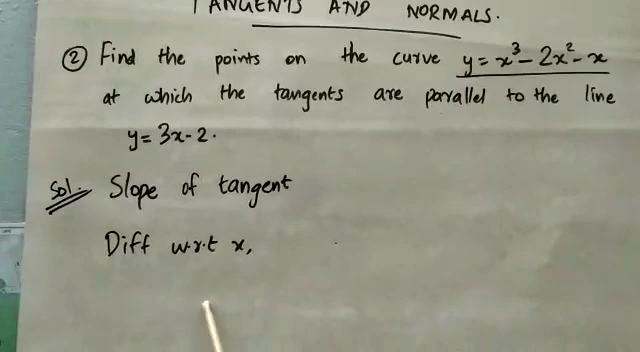 TANGENTS AND NORMALS.
② Find the points on the curve y = x³ - 2x² - x
at which the tangents are parallel to the line
y = 3x - 2.
Sol. Slope of tangent
Diff w.r.t x,